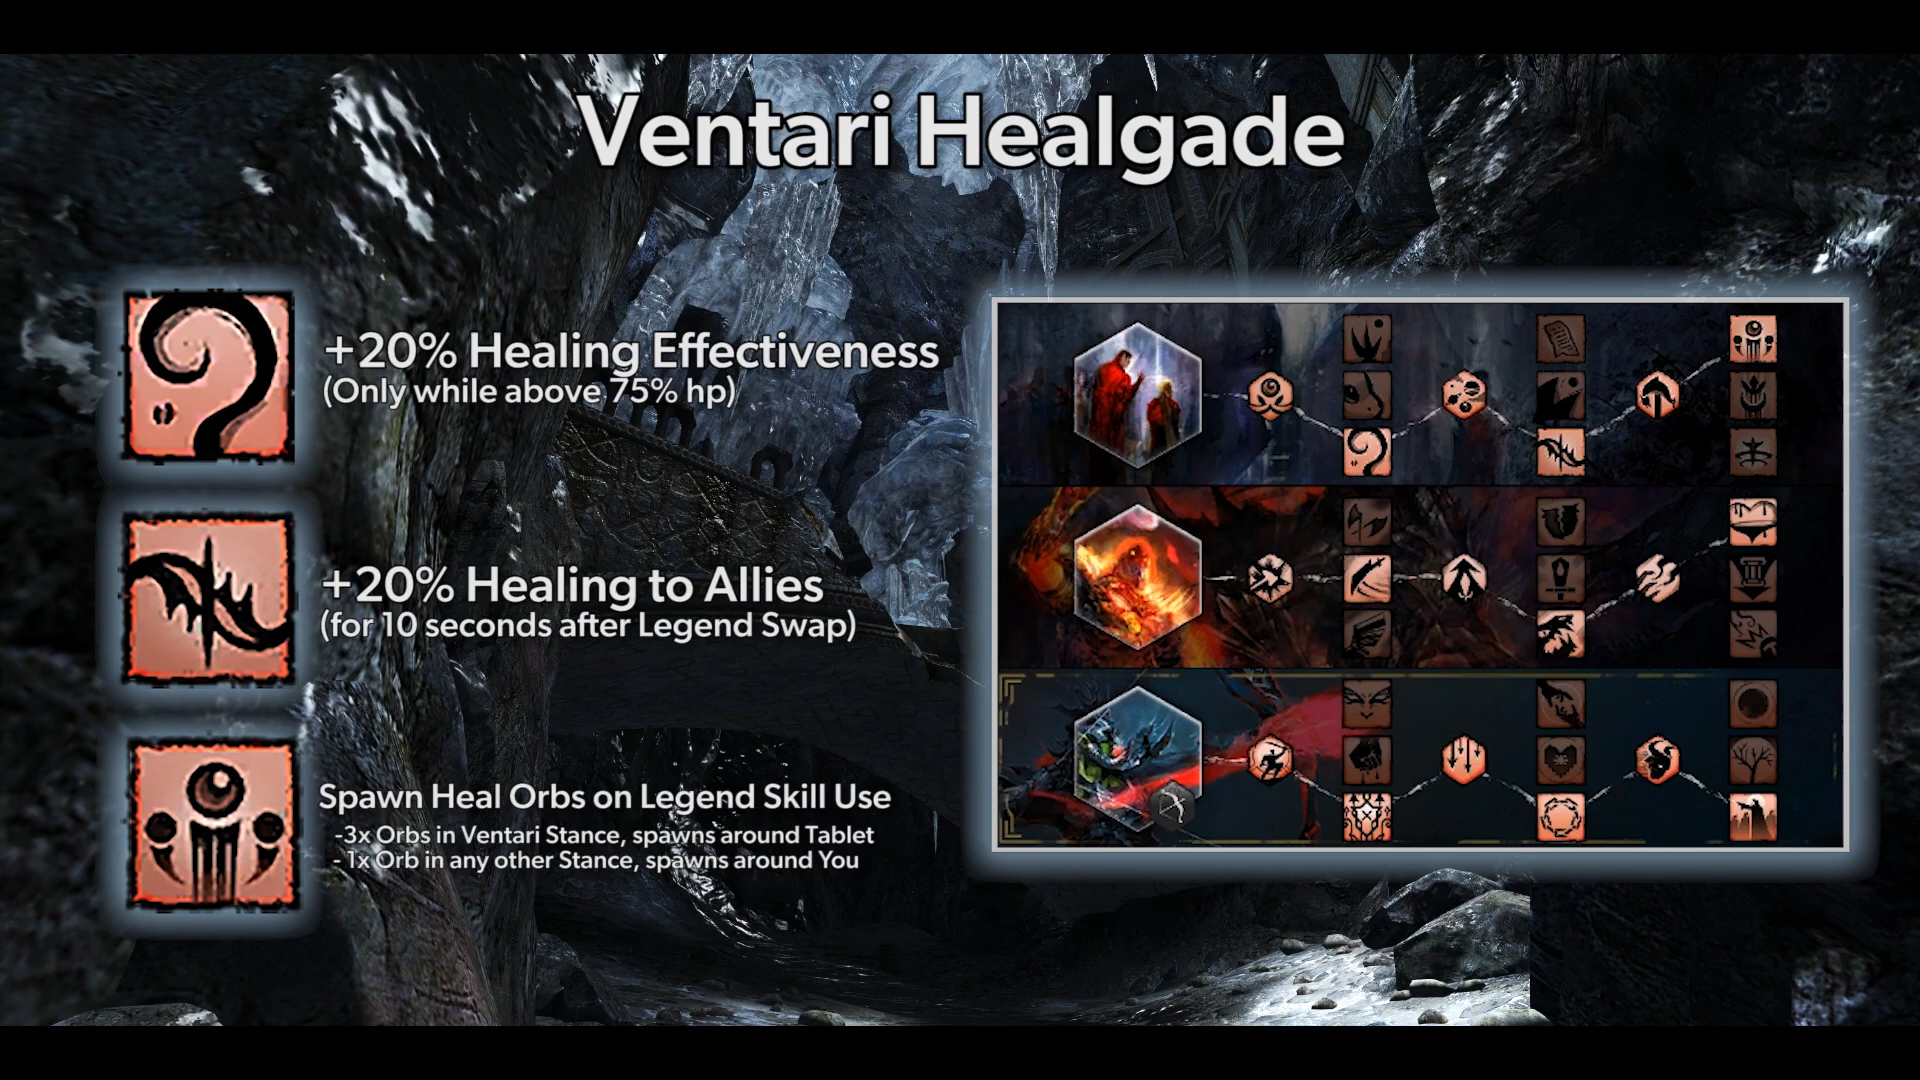 Ventari Healgade
+20% Healing Effectiveness
(Only while above 75% hp)
+20% Healing to Allies
(for 10 seconds after Legend Swap)
Spawn Heal Orbs on Legend Skill Use
-3x Orbs in Ventari Stance, spawns around Tablet
- 1x Orb in any other Stance, spawns around You